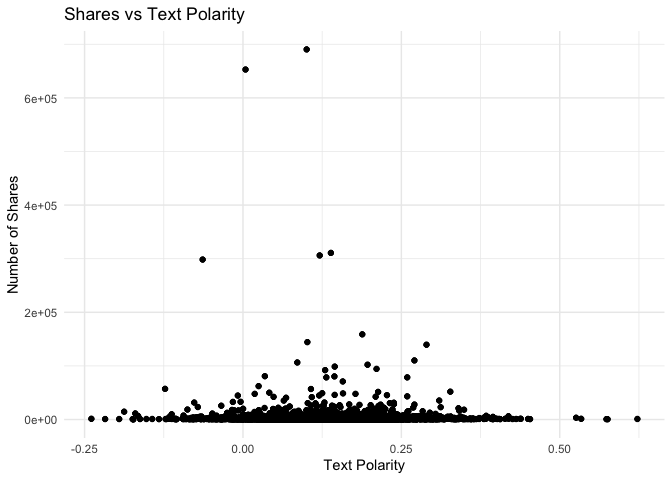 Shares vs Text Polarity
6e+05
4e+05
2e+05
0e+00
Number of Shares
-0.25
0.00
0.25
0.50
Text Polarity